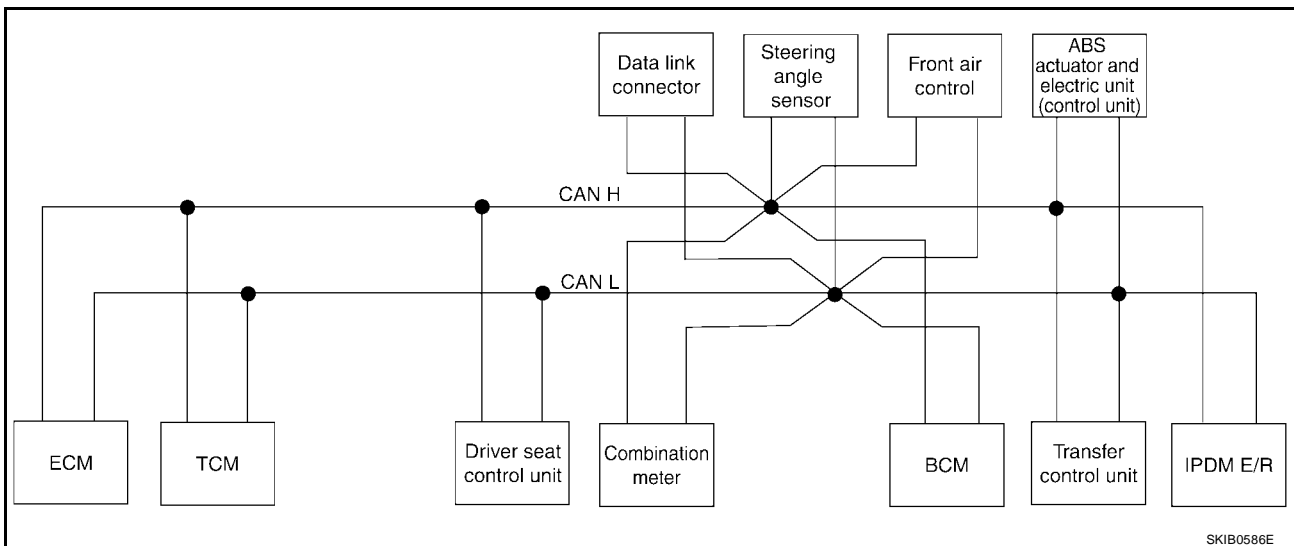 Data link
connector
Steering
angle
sensor
Front air
control
ABS
actuator and
electric unit
(control unit)
CAN H
CAN L
ECM
TCM
Driver seat
control unit
Combination
meter
BCM
Transfer
control unit
IPDM E/R
SKIB0586E